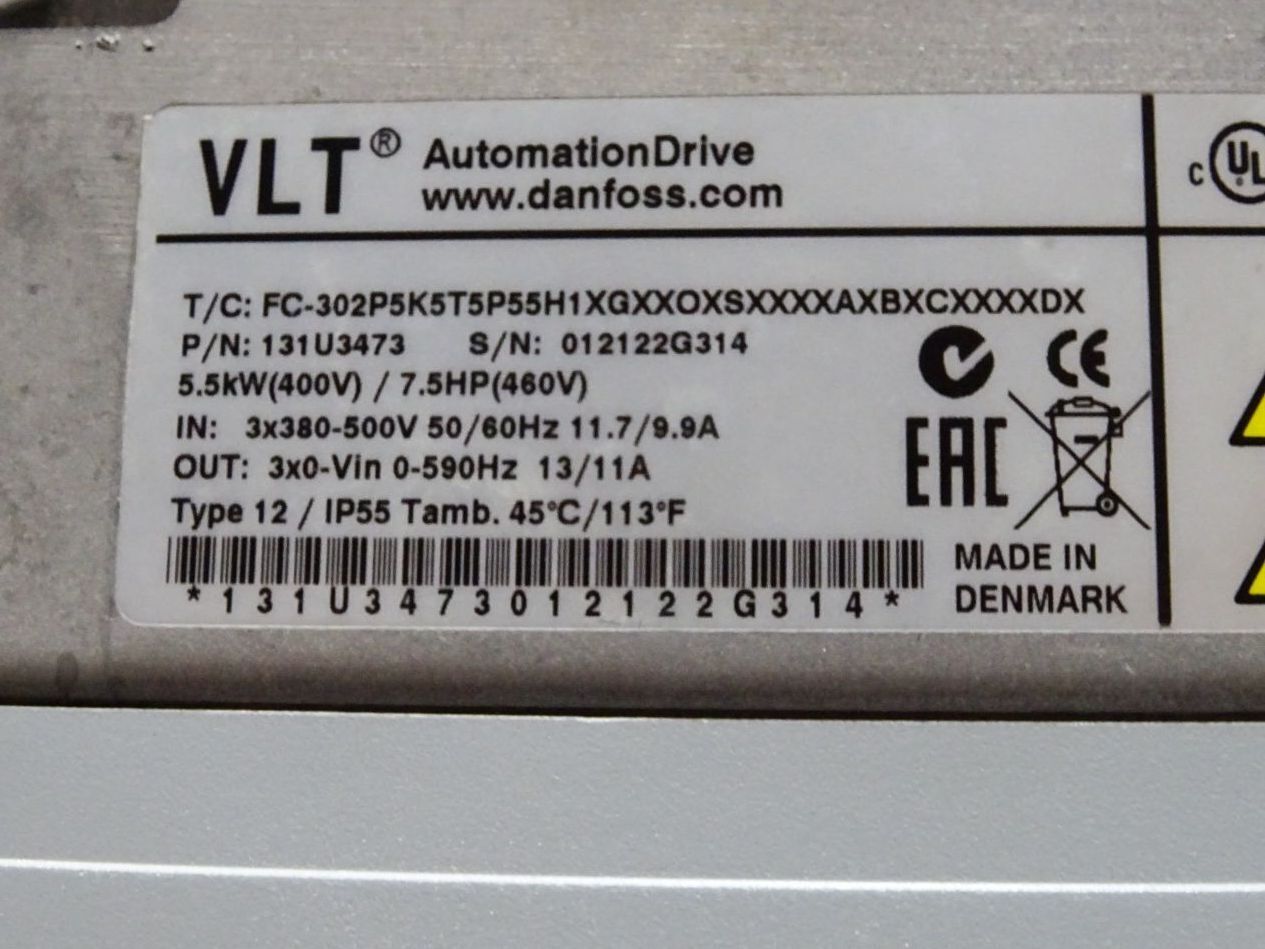 VLT® AutomationDrive
www.danfoss.com
C UL
T/C: FC-302P5K5T5P55H1XGXXOXSXXXXAXBXCXXXXDX
P/N: 131U3473 S/N: 012122G314
5.5kW(400V) / 7.5HP(460V)
IN: 3x380-500V 50/60Hz 11.7/9.9A
OUT: 3x0-Vin 0-590Hz 13/11A
Type 12 / IP55 Tamb. 45°C/113°F
CE
EAC
*131U3473012122G314*
MADE IN
DENMARK